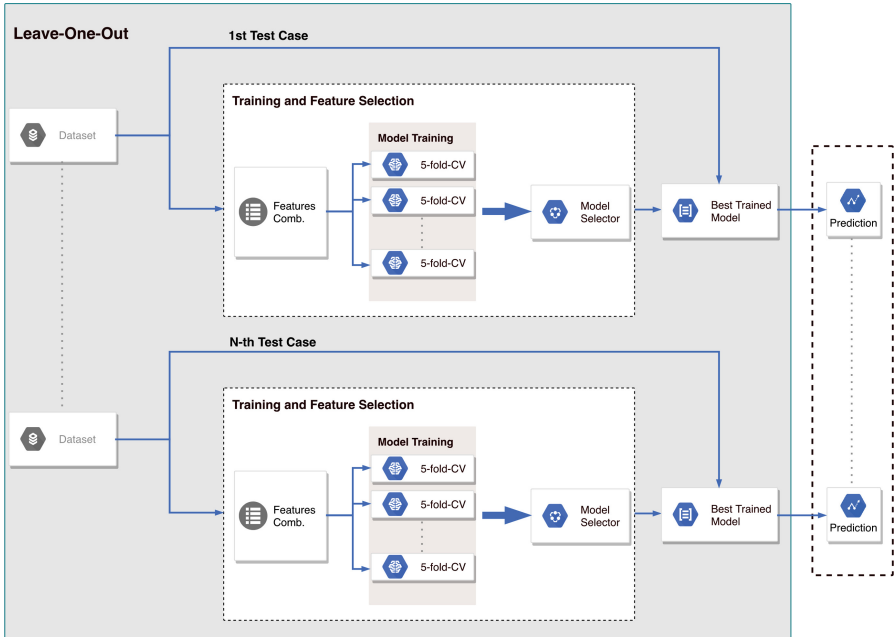 Leave-One-Out
1st Test Case
Training and Feature Selection
Model Training
Dataset
5-fold-CV
5-fold-CV
Features
Comb.
Model
Selector
Best Trained
Model
Prediction
5-fold-CV
N-th Test Case
Training and Feature Selection
Model Training
Dataset
5-fold-CV
5-fold-CV
Features
Comb.
Model
Selector
Best Trained
Model
Prediction
5-fold-CV